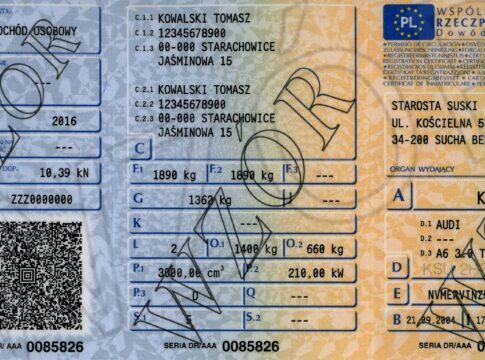 OCHÓD OSOBOWY
2016
---
10,39 kN
ZZZ0000000
SERIA DR/AAA 0085826
C.1.1 KOWALSKI TOMASZ
C.1.2 12345678900
C.1.3 00-000 STARACHOWICE
JAŚMINOWA 15
C.2.1 KOWALSKI TOMASZ
C.2.2 12345678900
C.2.3 00-000 STARACHOWICE
JAŚMINOWA 15
C
F.1 1890 kg F.2 1890 kg F.3 ---
G 1362 kg I ---
K ---
L 2 O.1 1400 kg O.2 660 kg
P.1 3000,00 cm³ P.2 210,00 kW
P.3 D Q ---
S.1 5 S.2 ---
SERIA DR/AAA 0085826
WZÓR
PL
WSPÓL
RZECZP
Dowó
STAROSTA SUSKI
UL. KOŚCIELNA 5
34-200 SUCHA BE
ORGAN WYDAJĄCY
A K
D.1 AUDI
D.2 ---
D D.3 A6 3.0 T
E
B 21.09.2004
SERIA DR/AAA 0085826